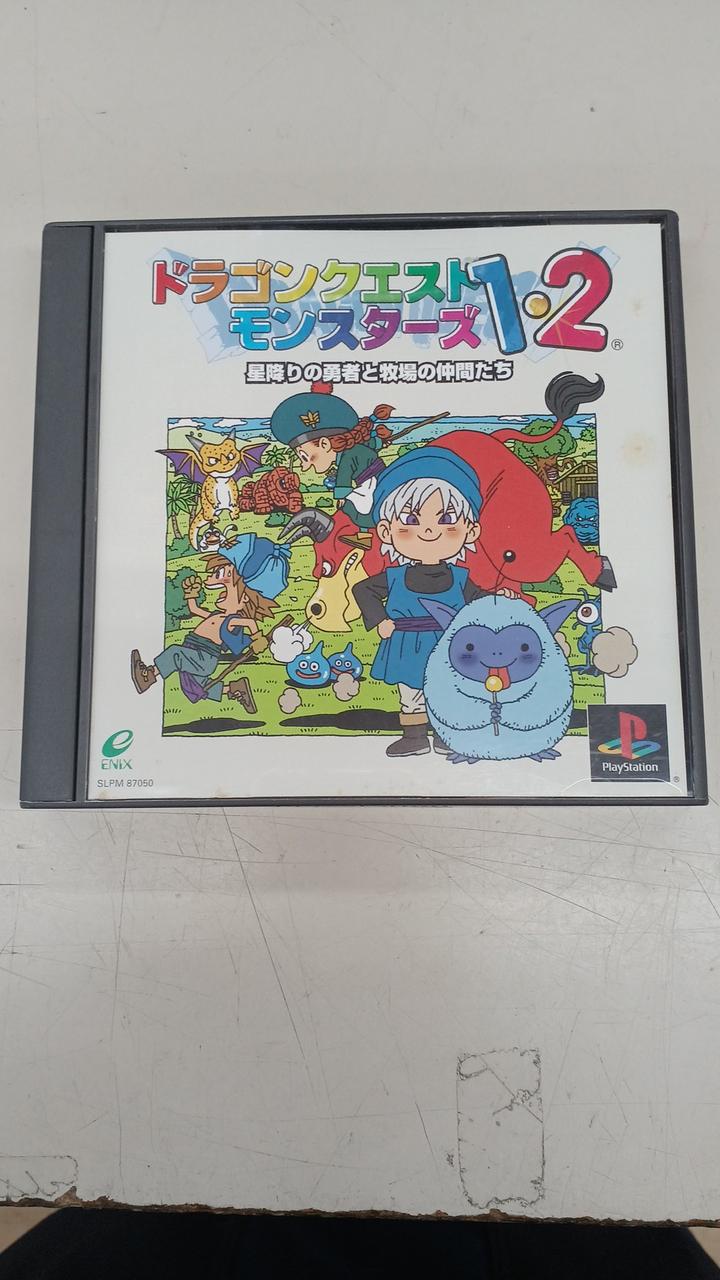 ドラゴンクエスト
モンスターズ1・2
®
星降りの勇者と牧場の仲間たち
ENIX
SLPM 87050
PlayStation
®